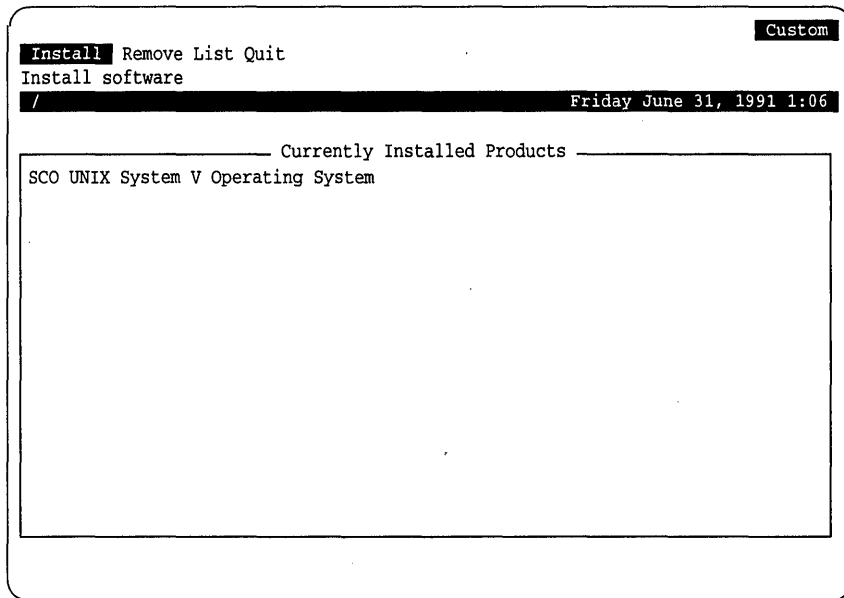 Custom
Install Remove List Quit
Install software
/ Friday June 31, 1991 1:06
Currently Installed Products
SCO UNIX System V Operating System